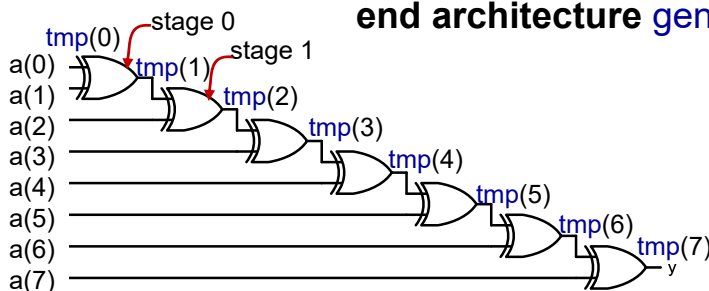 end architecture gen
tmp(0)
stage 0
stage 1
a(0)
tmp(1)
a(1)
tmp(2)
a(2)
tmp(3)
a(3)
tmp(4)
a(4)
tmp(5)
a(5)
tmp(6)
a(6)
tmp(7)
y
a(7)